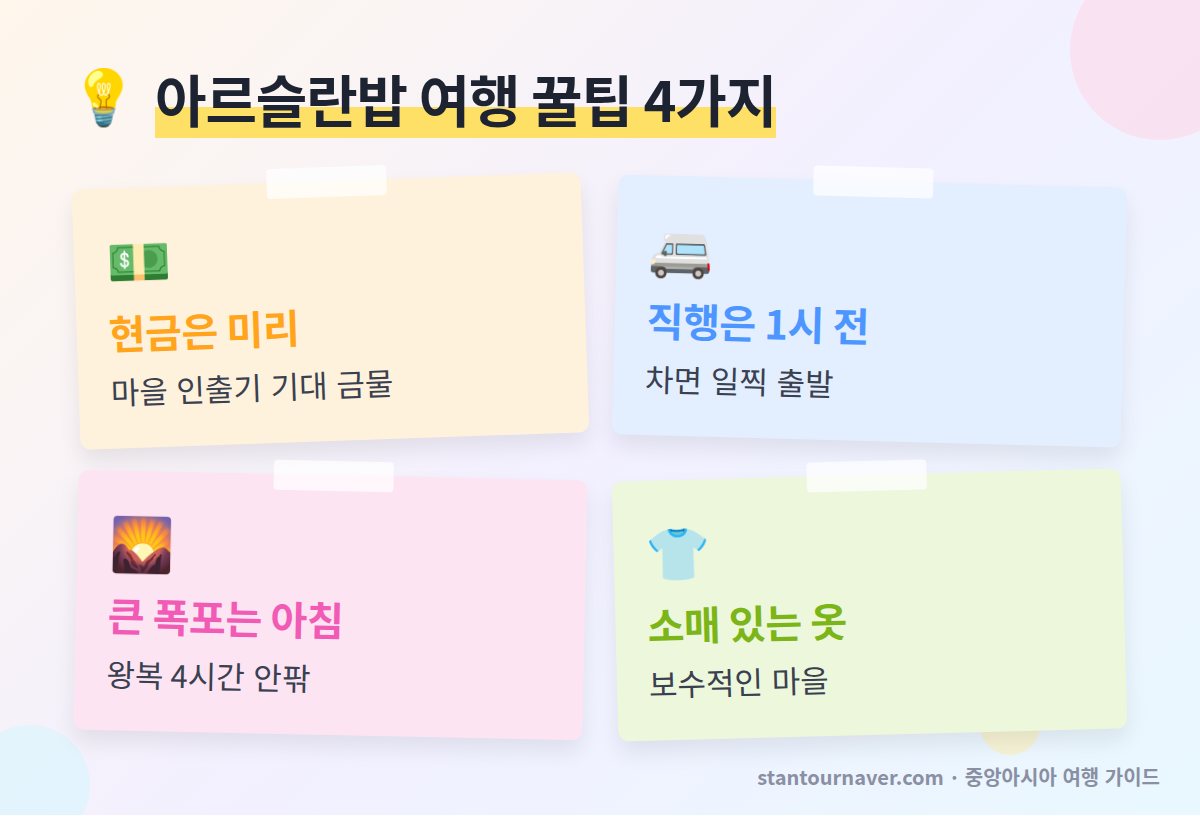 아르슬란밥 여행 꿀팁 4가지
현금은 미리
마을 인출기 기대 금물
직행은 1시 전
차면 일찍 출발
큰 폭포는 아침
왕복 4시간 안팎
소매 있는 옷
보수적인 마을
stantournaver.com · 중앙아시아 여행 가이드